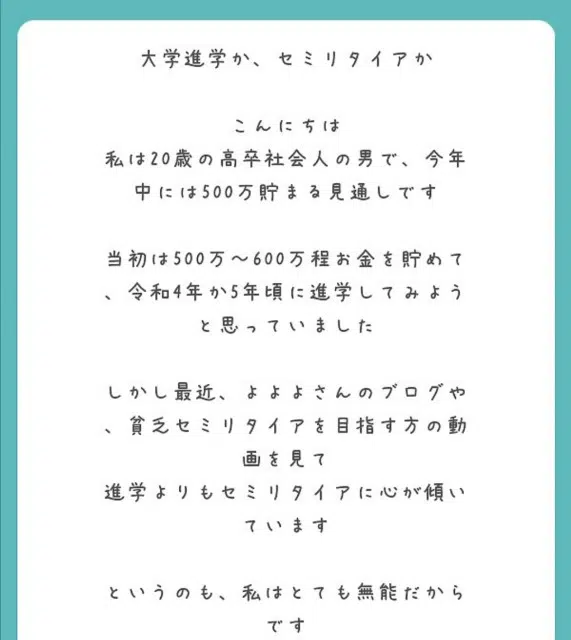 大学進学か、セミリタイアか
こんにちは
私は20歳の高卒社会人の男で、今年
中には500万貯まる見通しです
当初は500万〜600万程お金を貯めて
、令和4年か5年頃に進学してみよう
と思っていました
しかし最近、よよよさんのブログや
、貧乏セミリタイアを目指す方の動
画を見て
進学よりもセミリタイアに心が傾い
ています
というのも、私はとても無能だから
です